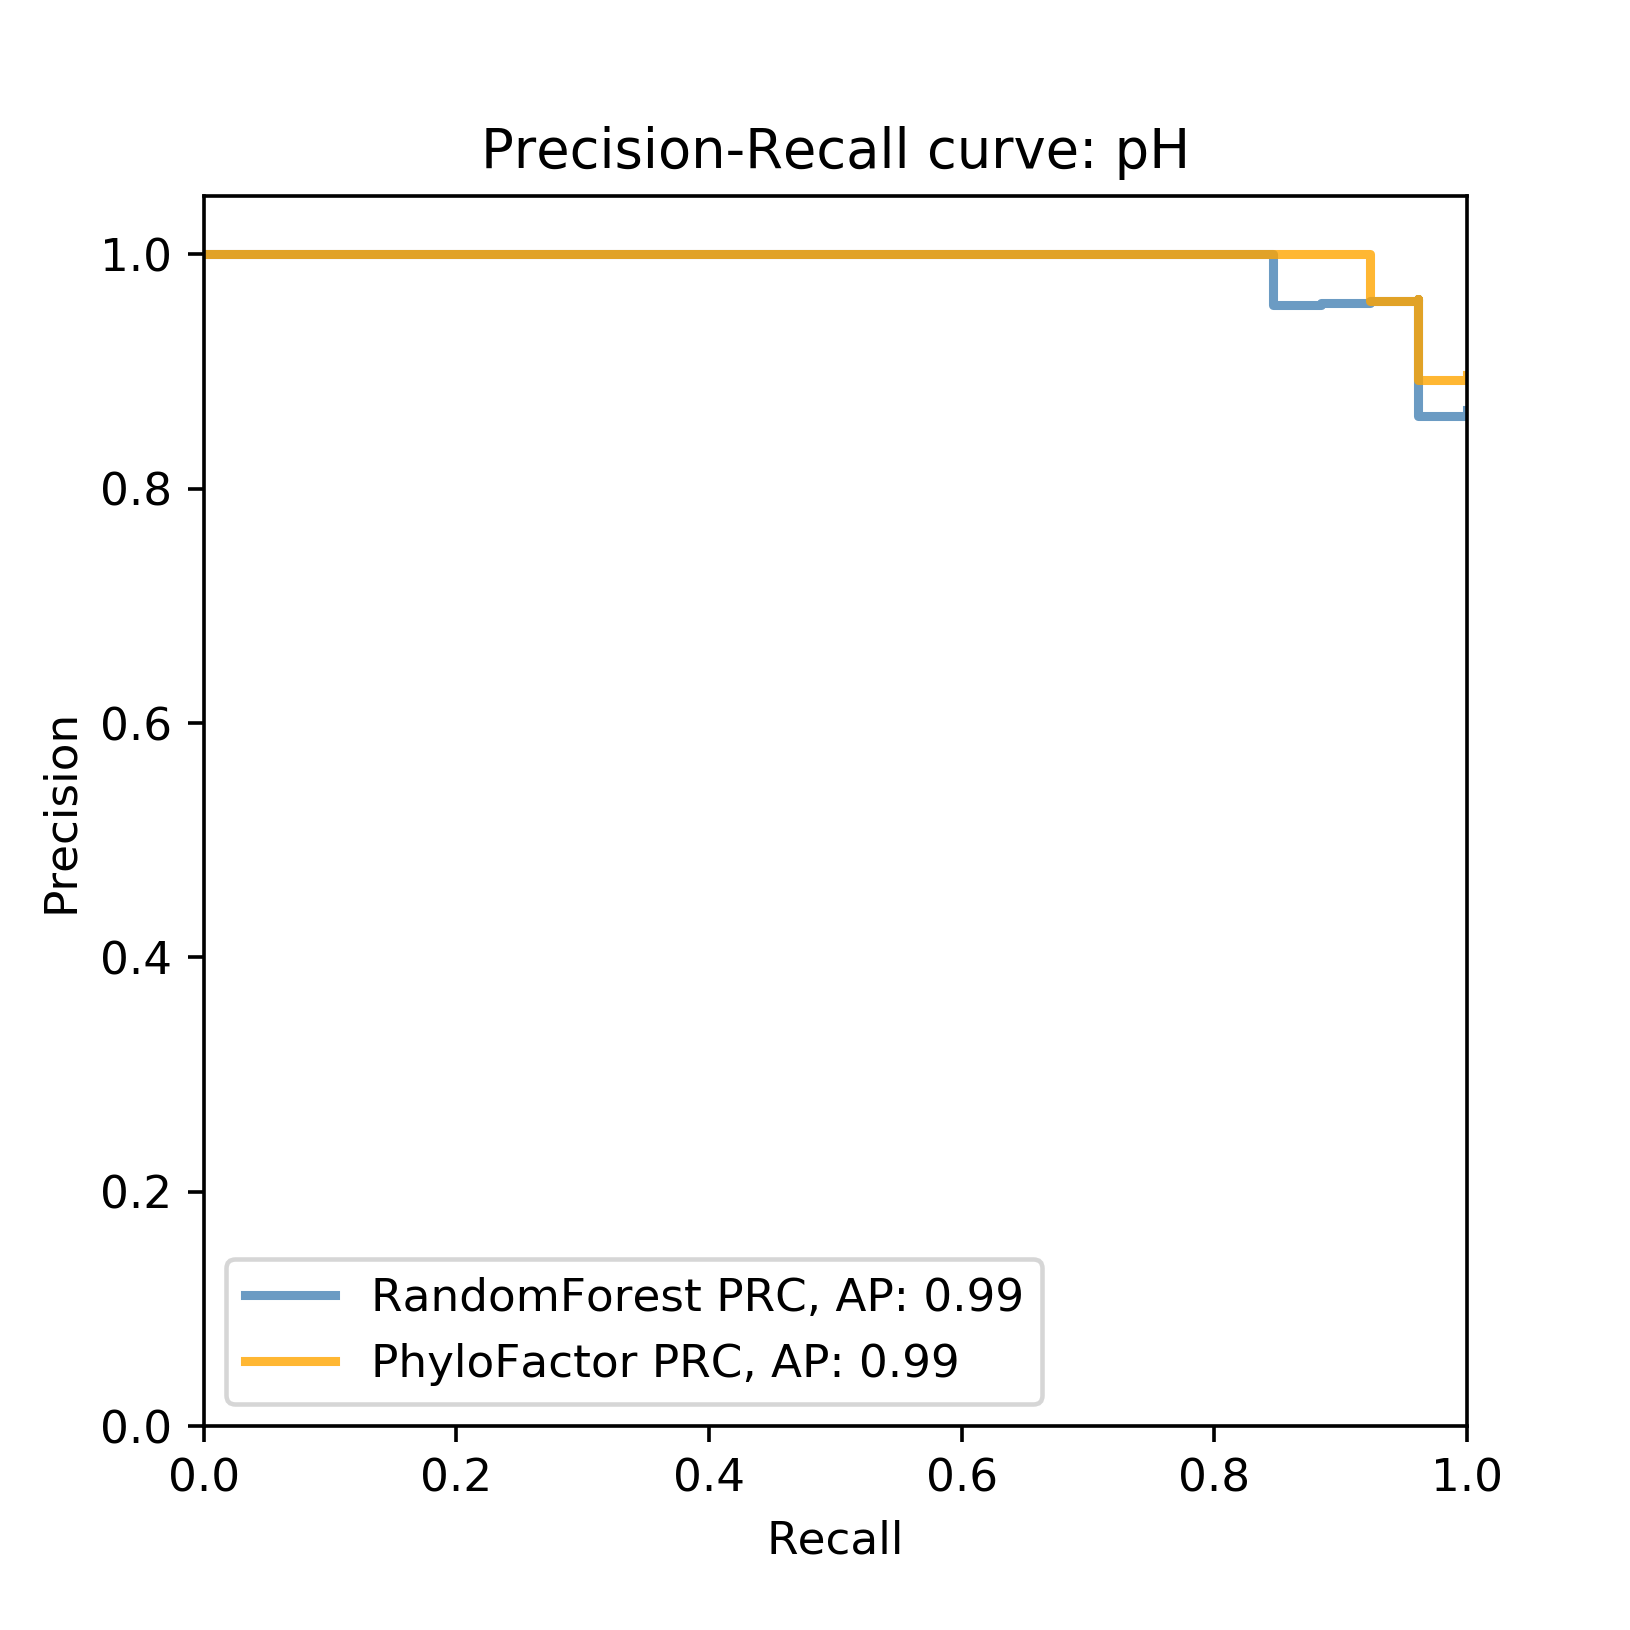 Precision-Recall curve: pH
1.0
0.8
0.6
0.4
0.2
0.0
Precision
RandomForest PRC, AP: 0.99
PhyloFactor PRC, AP: 0.99
0.0 0.2 0.4 0.6 0.8 1.0
Recall